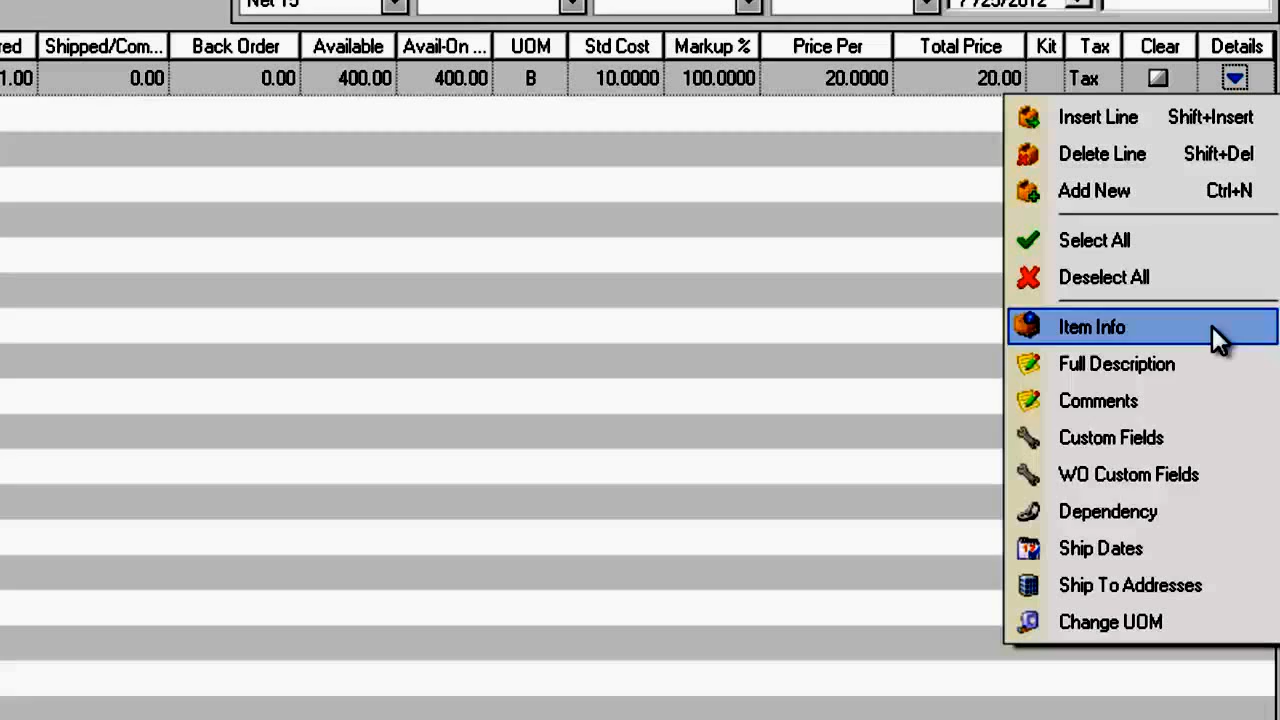 Net 15 7/25/2012
red Shipped/Com... Back Order Available Avail-On ... UOM Std Cost Markup % Price Per Total Price Kit Tax Clear Details
1.00 0.00 0.00 400.00 400.00 B 10.0000 100.0000 20.0000 20.00 Tax
Insert Line Shift+Insert
Delete Line Shift+Del
Add New Ctrl+N
Select All
Deselect All
Item Info
Full Description
Comments
Custom Fields
WO Custom Fields
Dependency
Ship Dates
Ship To Addresses
Change UOM